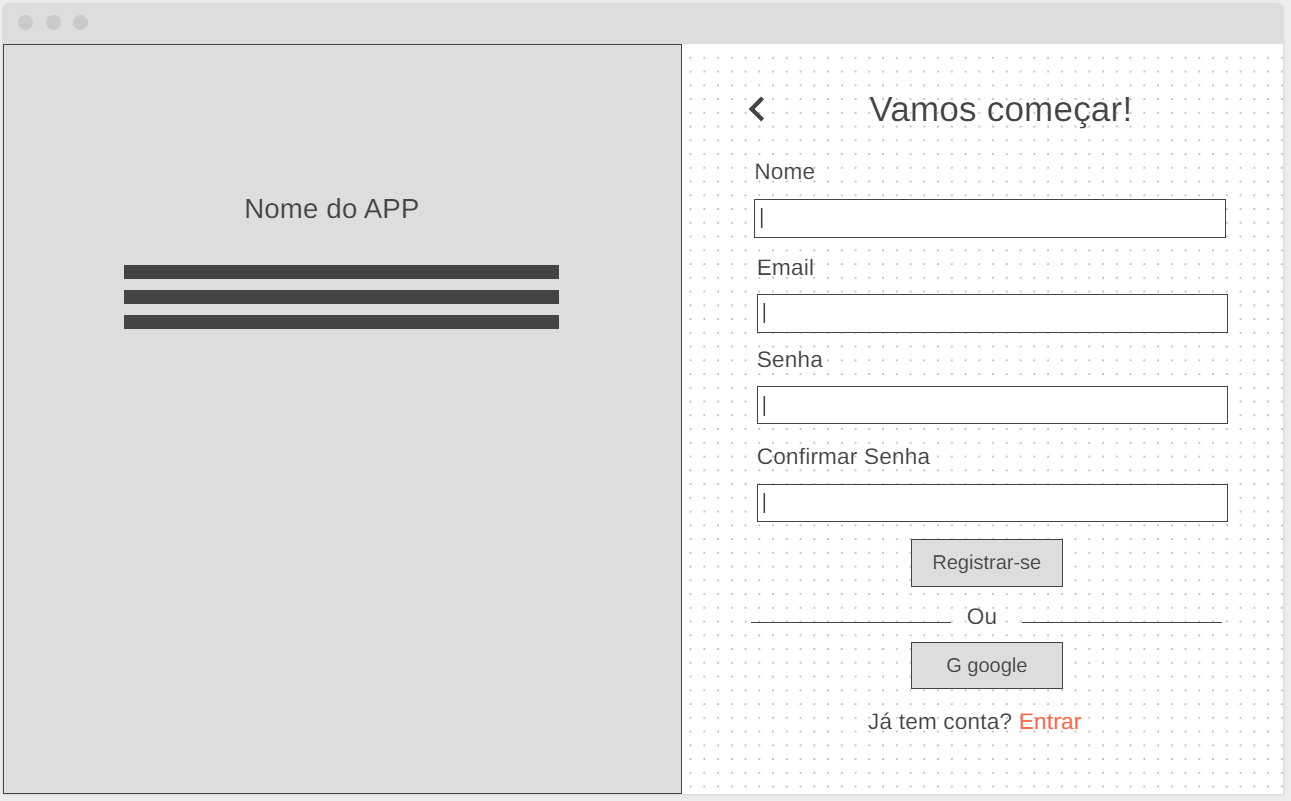 Nome do APP
Vamos começar!
Nome
Email
Senha
Confirmar Senha
Registrar-se
Ou
G google
Já tem conta? Entrar